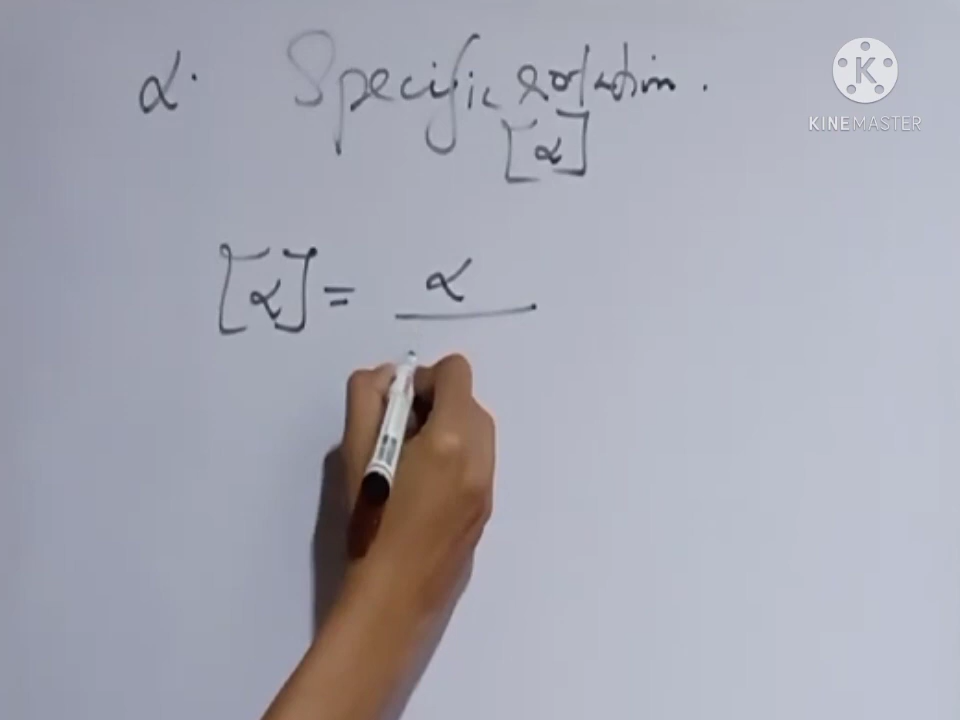 α. Specific rotation.
[α]
[α] = α
K
KINEMASTER